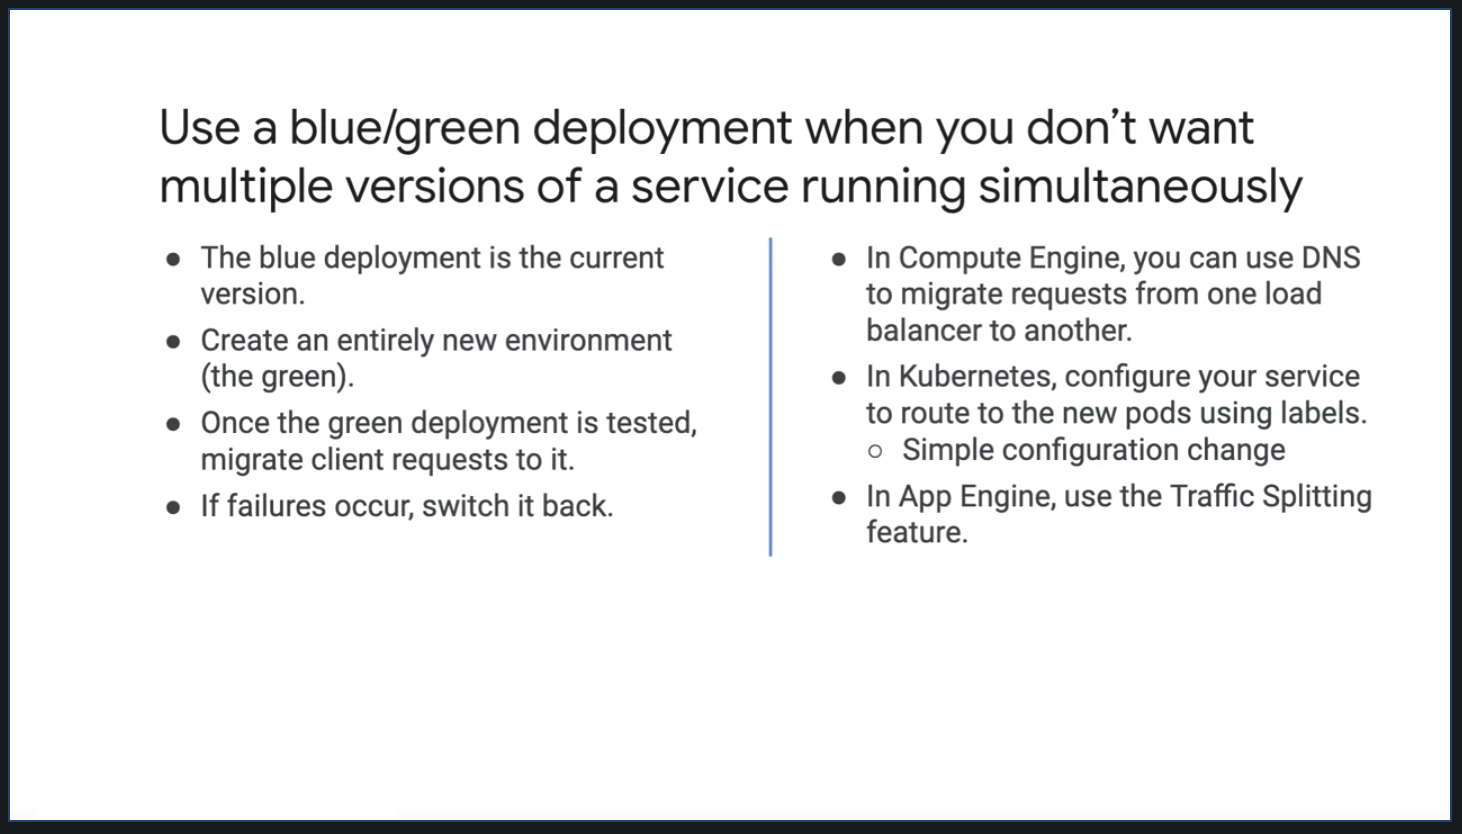 Use a blue/green deployment when you don’t want
multiple versions of a service running simultaneously
● The blue deployment is the current
version.
● Create an entirely new environment
(the green).
● Once the green deployment is tested,
migrate client requests to it.
● If failures occur, switch it back.
● In Compute Engine, you can use DNS
to migrate requests from one load
balancer to another.
● In Kubernetes, configure your service
to route to the new pods using labels.
○ Simple configuration change
● In App Engine, use the Traffic Splitting
feature.